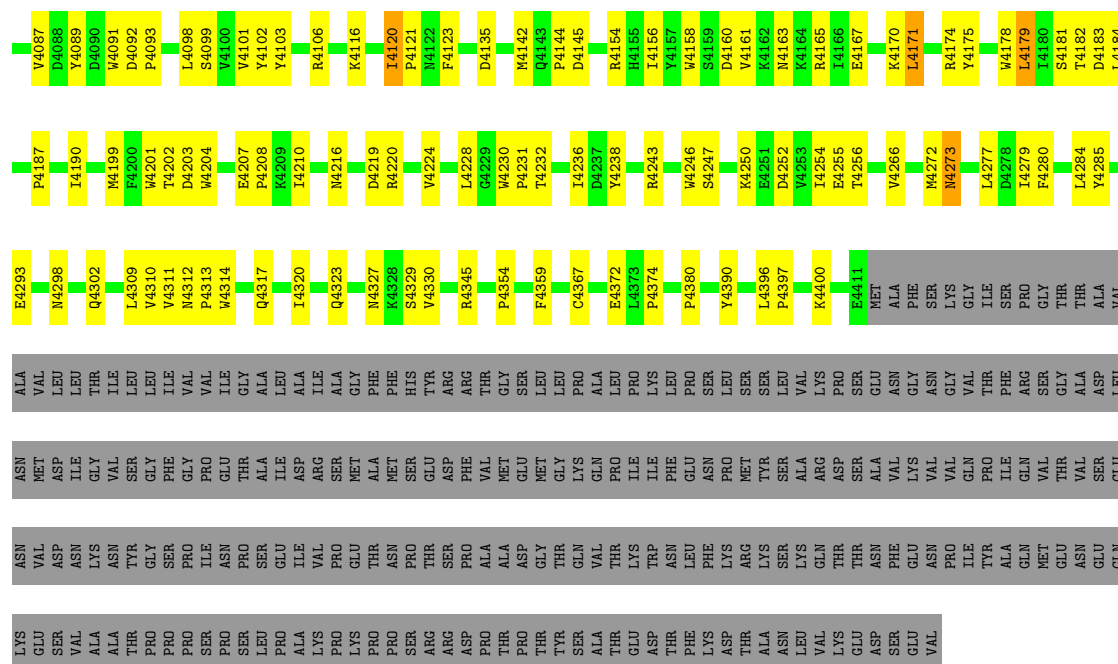 V4087 D4088 Y4089 D4090 W4091 D4092 P4093 L4098 S4099 V4100 V4101 Y4102 Y4103 R4106 K4116 I4120 P4121 N4122 F4123 D4135 M4142 Q4143 P4144 D4145 R4154 H4155 I4156 Y4157 W4158 S4159 D4160 V4161 K4162 N4163 K4164 R4165 I4166 E4167 K4170 L4171 R4174 Y4175 W4178 L4179 I4180 S4181 T4182 D4183 L4184
P4187 I4190 M4199 F4200 W4201 T4202 D4203 W4204 E4207 P4208 K4209 I4210 N4216 D4219 R4220 V4224 L4228 G4229 W4230 P4231 T4232 I4236 D4237 Y4238 R4243 W4246 S4247 K4250 E4251 D4252 V4253 I4254 E4255 T4256 V4266 M4272 N4273 L4277 D4278 I4279 F4280 L4284 Y4285
E4293 N4298 Q4302 L4309 V4310 V4311 N4312 P4313 W4314 Q4317 I4320 Q4323 N4327 K4328 S4329 V4330 R4345 P4354 F4359 C4367 E4372 L4373 P4374 P4380 Y4390 L4396 P4397 K4400 E4411 MET ALA PHE SER LYS GLY ILE SER PRO GLY THR THR ALA VAL
ALA VAL LEU LEU THR ILE LEU LEU ILE VAL VAL ILE GLY ALA LEU ALA ILE ALA GLY PHE PHE HIS TYR ARG ARG THR GLY SER LEU LEU PRO ALA LEU PRO LYS LEU PRO SER LEU SER SER LEU VAL LYS PRO SER GLU ASN GLY ASN GLY VAL THR PHE ARG SER GLY ALA ASP LEU
ASN MET ASP ILE GLY VAL SER GLY PHE GLY PRO GLU THR ALA ILE ASP ARG SER MET ALA MET SER GLU ASP PHE VAL MET GLU MET GLY LYS GLN PRO ILE ILE PHE GLU ASN PRO MET TYR SER ALA ARG ASP SER ALA VAL LYS VAL VAL GLN PRO ILE GLN VAL THR VAL SER GLU
ASN VAL ASP ASN LYS ASN TYR GLY SER PRO ILE ASN PRO SER GLU ILE VAL PRO GLU THR ASN PRO THR SER PRO ALA ALA ASP GLY THR GLN VAL THR LYS TRP ASN LEU PHE LYS ARG LYS SER LYS GLN THR THR ASN PHE GLU ASN PRO ILE TYR ALA GLN MET GLU ASN GLU GLN
LYS GLU SER VAL ALA ALA THR PRO PRO PRO SER PRO SER LEU PRO ALA LYS PRO LYS PRO PRO SER ARG ARG ASP PRO THR PRO THR TYR SER ALA THR GLU ASP THR PHE LYS ASP THR ALA ASN LEU VAL LYS GLU ASP SER GLU VAL